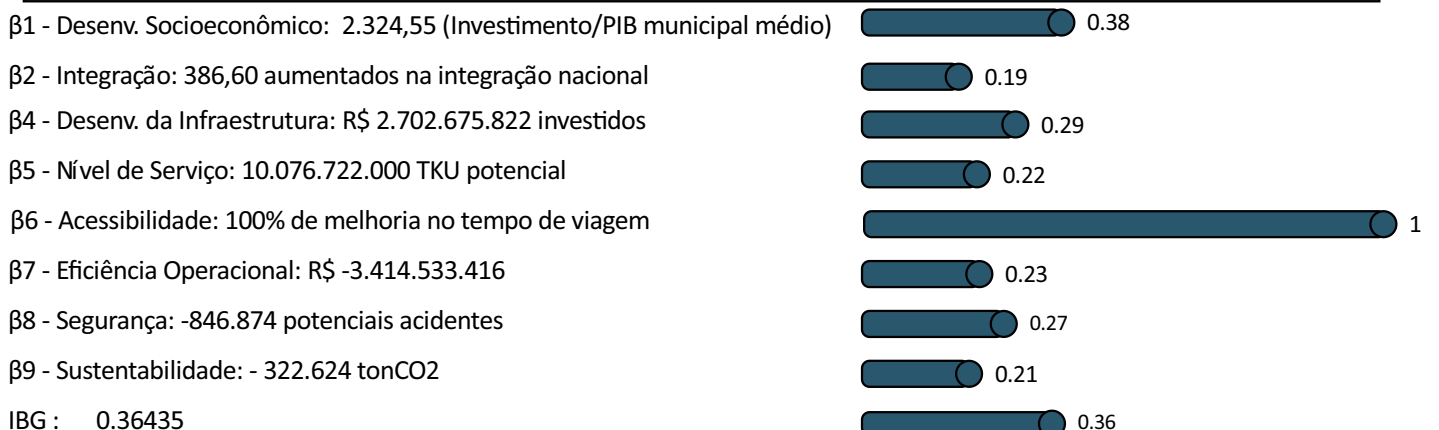 β1 - Desenv. Socioeconômico: 2.324,55 (Investimento/PIB municipal médio) 0.38
β2 - Integração: 386,60 aumentados na integração nacional 0.19
β4 - Desenv. da Infraestrutura: R$ 2.702.675.822 investidos 0.29
β5 - Nível de Serviço: 10.076.722.000 TKU potencial 0.22
β6 - Acessibilidade: 100% de melhoria no tempo de viagem 1
β7 - Eficiência Operacional: R$ -3.414.533.416 0.23
β8 - Segurança: -846.874 potenciais acidentes 0.27
β9 - Sustentabilidade: - 322.624 tonCO2 0.21
IBG : 0.36435 0.36